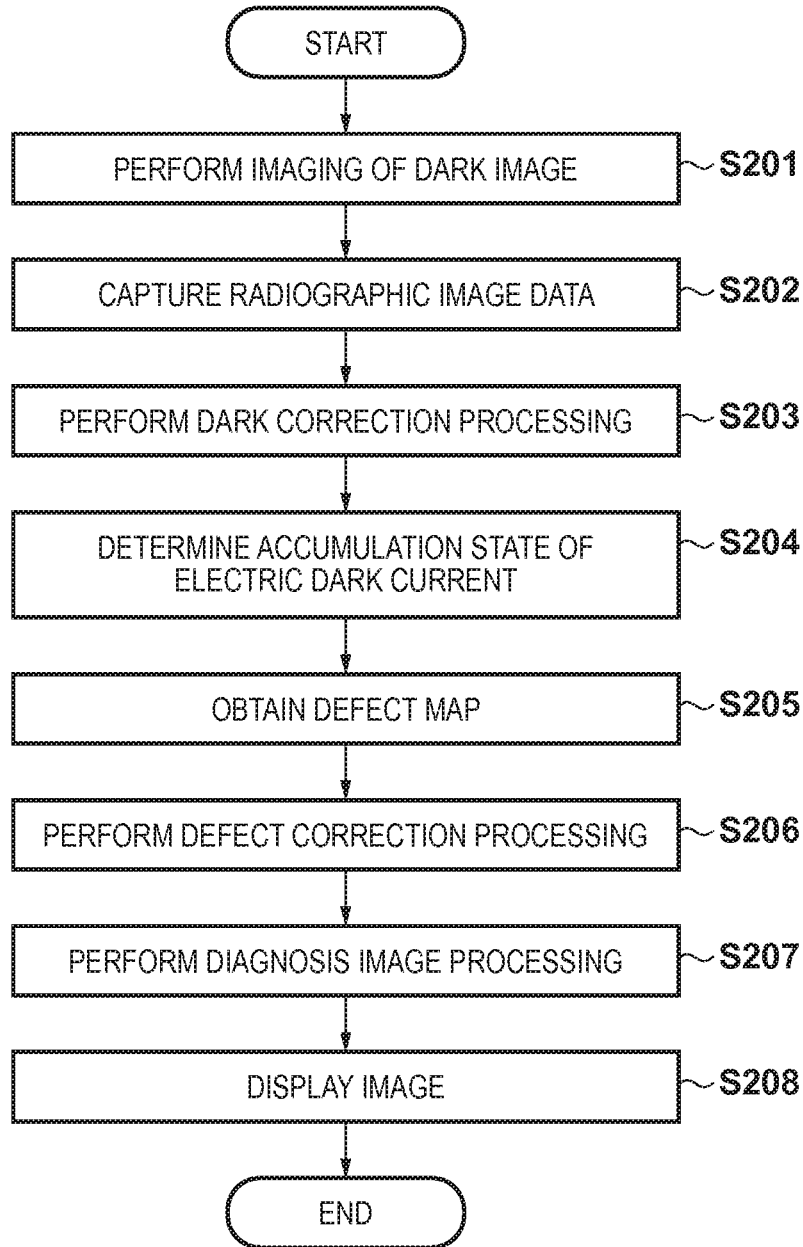 START
PERFORM IMAGING OF DARK IMAGE
S201
CAPTURE RADIOGRAPHIC IMAGE DATA
S202
PERFORM DARK CORRECTION PROCESSING
S203
DETERMINE ACCUMULATION STATE OF
ELECTRIC DARK CURRENT
S204
OBTAIN DEFECT MAP
S205
PERFORM DEFECT CORRECTION PROCESSING
S206
PERFORM DIAGNOSIS IMAGE PROCESSING
S207
DISPLAY IMAGE
S208
END